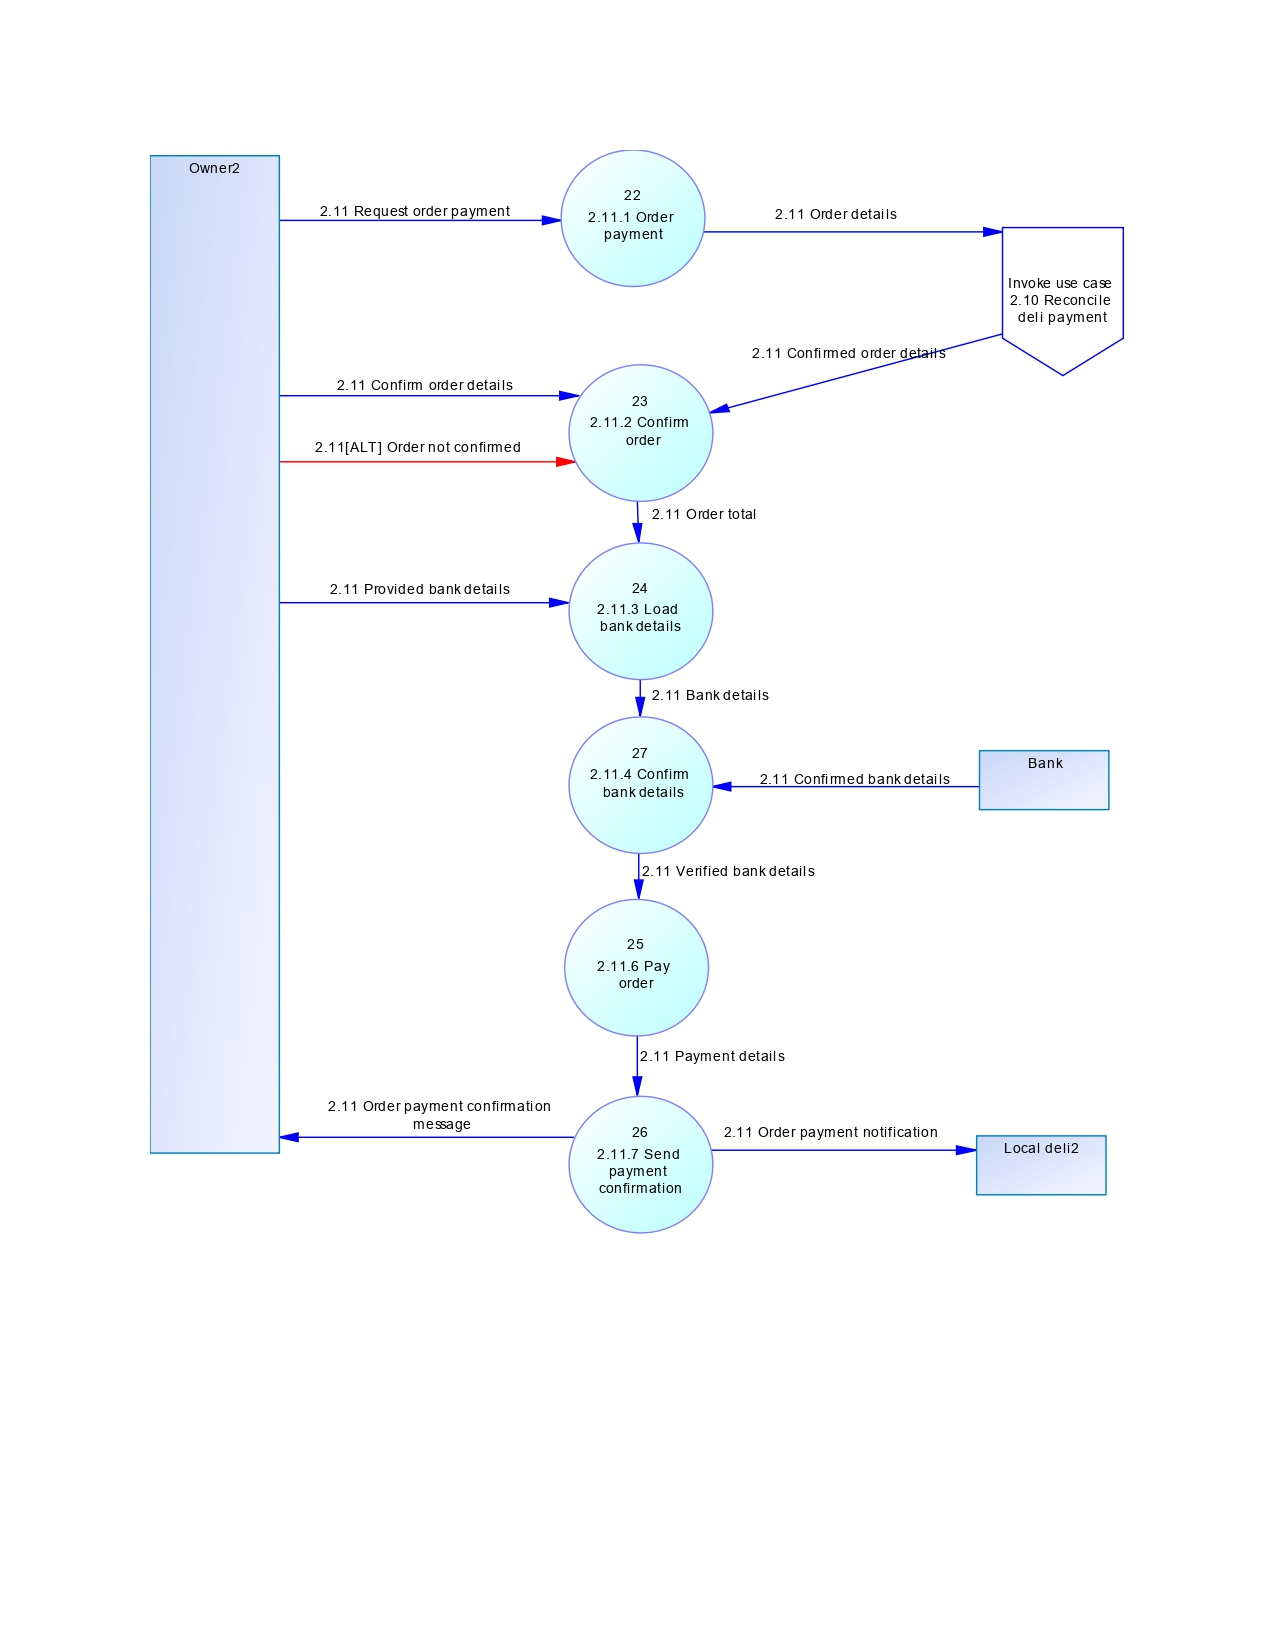 Owner2
2.11 Request order payment
22
2.11.1 Order
payment
2.11 Order details
Invoke use case
2.10 Reconcile
deli payment
2.11 Confirmed order details
2.11 Confirm order details
23
2.11.2 Confirm
order
2.11[ALT] Order not confirmed
2.11 Order total
2.11 Provided bank details
24
2.11.3 Load
bank details
2.11 Bank details
27
2.11.4 Confirm
bank details
2.11 Confirmed bank details
Bank
2.11 Verified bank details
25
2.11.6 Pay
order
2.11 Payment details
2.11 Order payment confirmation
message
26
2.11.7 Send
payment
confirmation
2.11 Order payment notification
Local deli2